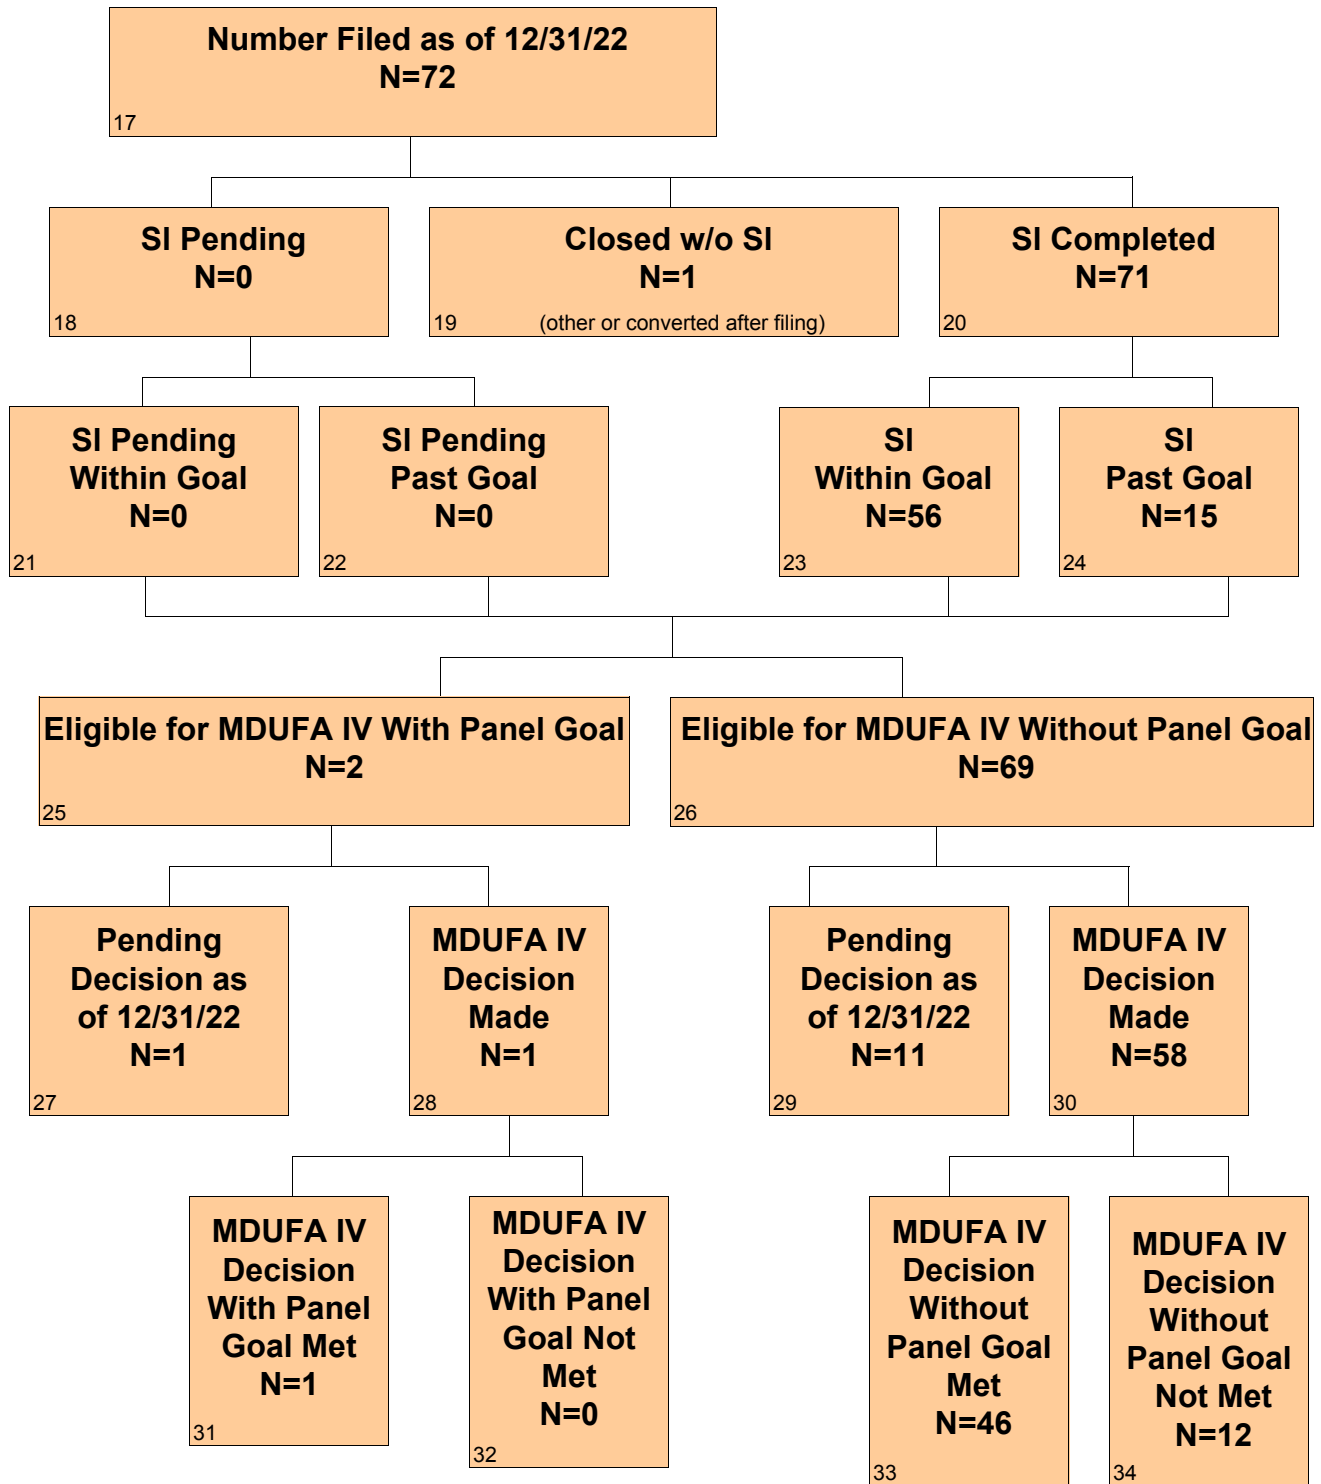 Number Filed as of 12/31/22
N=72
17
SI Pending
N=0
18
Closed w/o SI
N=1
19
(other or converted after filing)
SI Completed
N=71
20
SI Pending
Within Goal
N=0
21
SI Pending
Past Goal
N=0
22
SI
Within Goal
N=56
23
SI
Past Goal
N=15
24
Eligible for MDUFA IV With Panel Goal
N=2
25
Eligible for MDUFA IV Without Panel Goal
N=69
26
Pending
Decision as
of 12/31/22
N=1
27
MDUFA IV
Decision
Made
N=1
28
Pending
Decision as
of 12/31/22
N=11
29
MDUFA IV
Decision
Made
N=58
30
MDUFA IV
Decision
With Panel
Goal Met
N=1
31
MDUFA IV
Decision
With Panel
Goal Not
Met
N=0
32
MDUFA IV
Decision
Without
Panel Goal
Met
N=46
33
MDUFA IV
Decision
Without
Panel Goal
Not Met
N=12
34